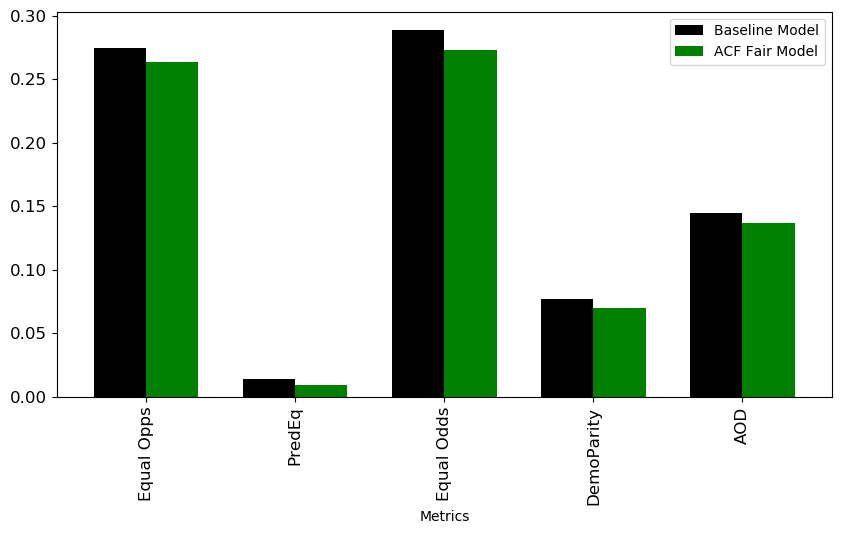 0.30
0.25
0.20
0.15
0.10
0.05
0.00
Baseline Model
ACF Fair Model
Equal Opps
PredEq
Equal Odds
DemoParity
AOD
Metrics